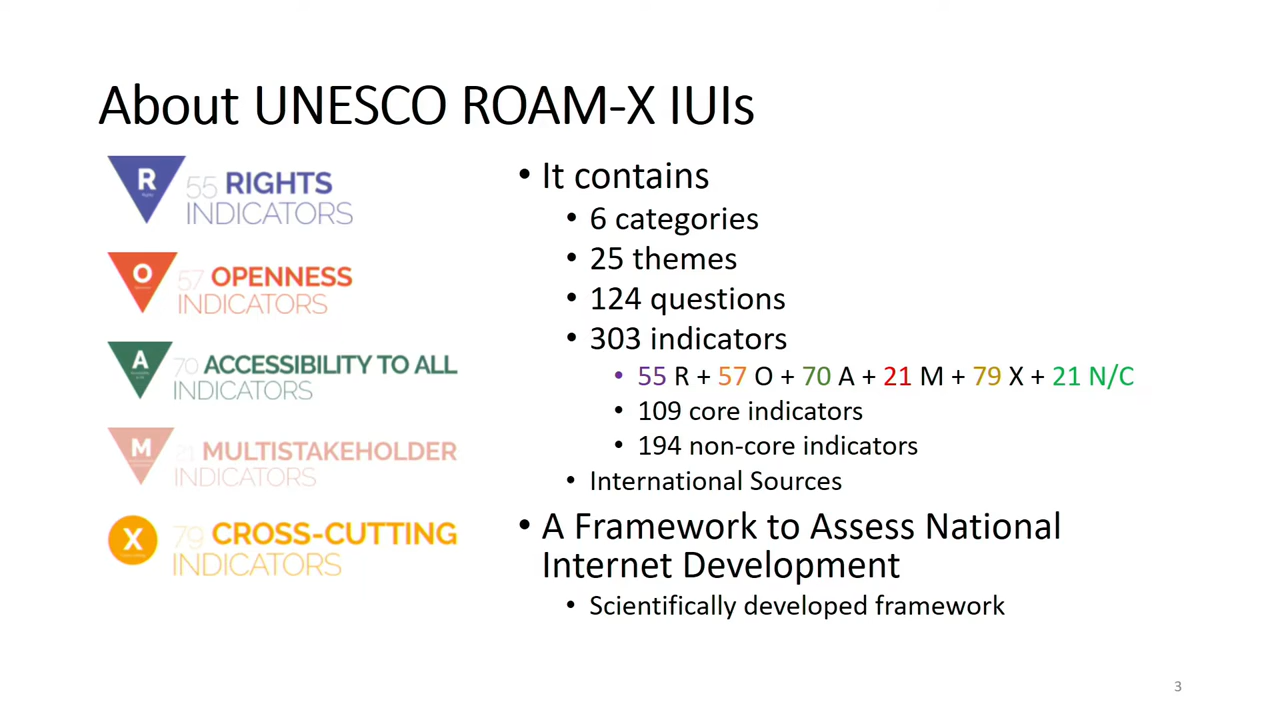 About UNESCO ROAM-X IUIs
R
55 RIGHTS
INDICATORS
O
57 OPENNESS
INDICATORS
A
70 ACCESSIBILITY TO ALL
INDICATORS
M
21 MULTISTAKEHOLDER
INDICATORS
X
79 CROSS-CUTTING
INDICATORS
• It contains
• 6 categories
• 25 themes
• 124 questions
• 303 indicators
• 55 R + 57 O + 70 A + 21 M + 79 X + 21 N/C
• 109 core indicators
• 194 non-core indicators
• International Sources
• A Framework to Assess National
Internet Development
• Scientifically developed framework
3